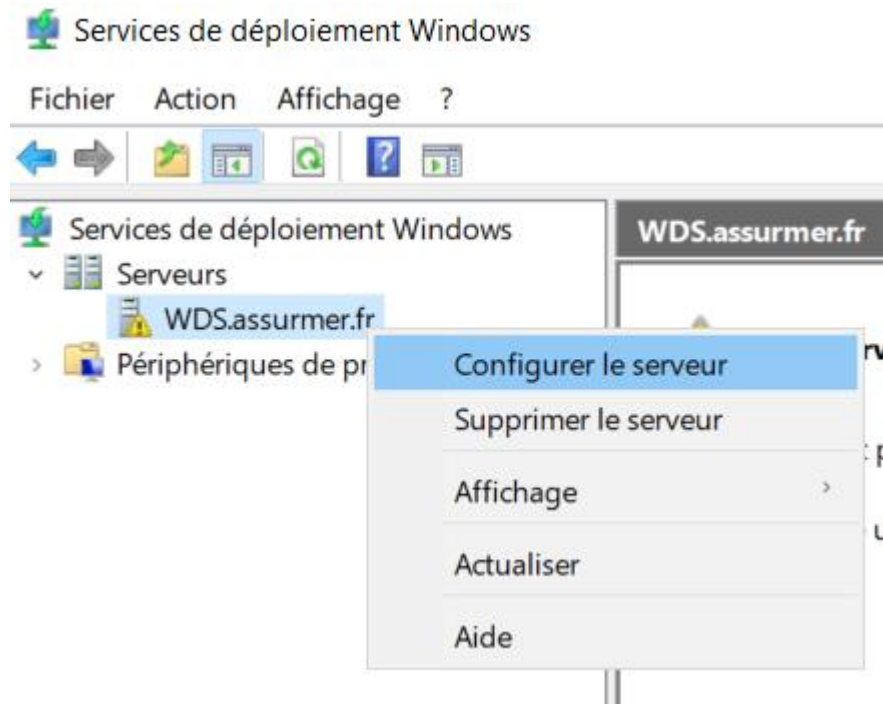 Services de déploiement Windows
Fichier Action Affichage ?
Services de déploiement Windows
Serveurs
WDS.assurmer.fr
Périphériques de
WDS.assurmer.fr
Configurer le serveur
Supprimer le serveur
Affichage
Actualiser
Aide